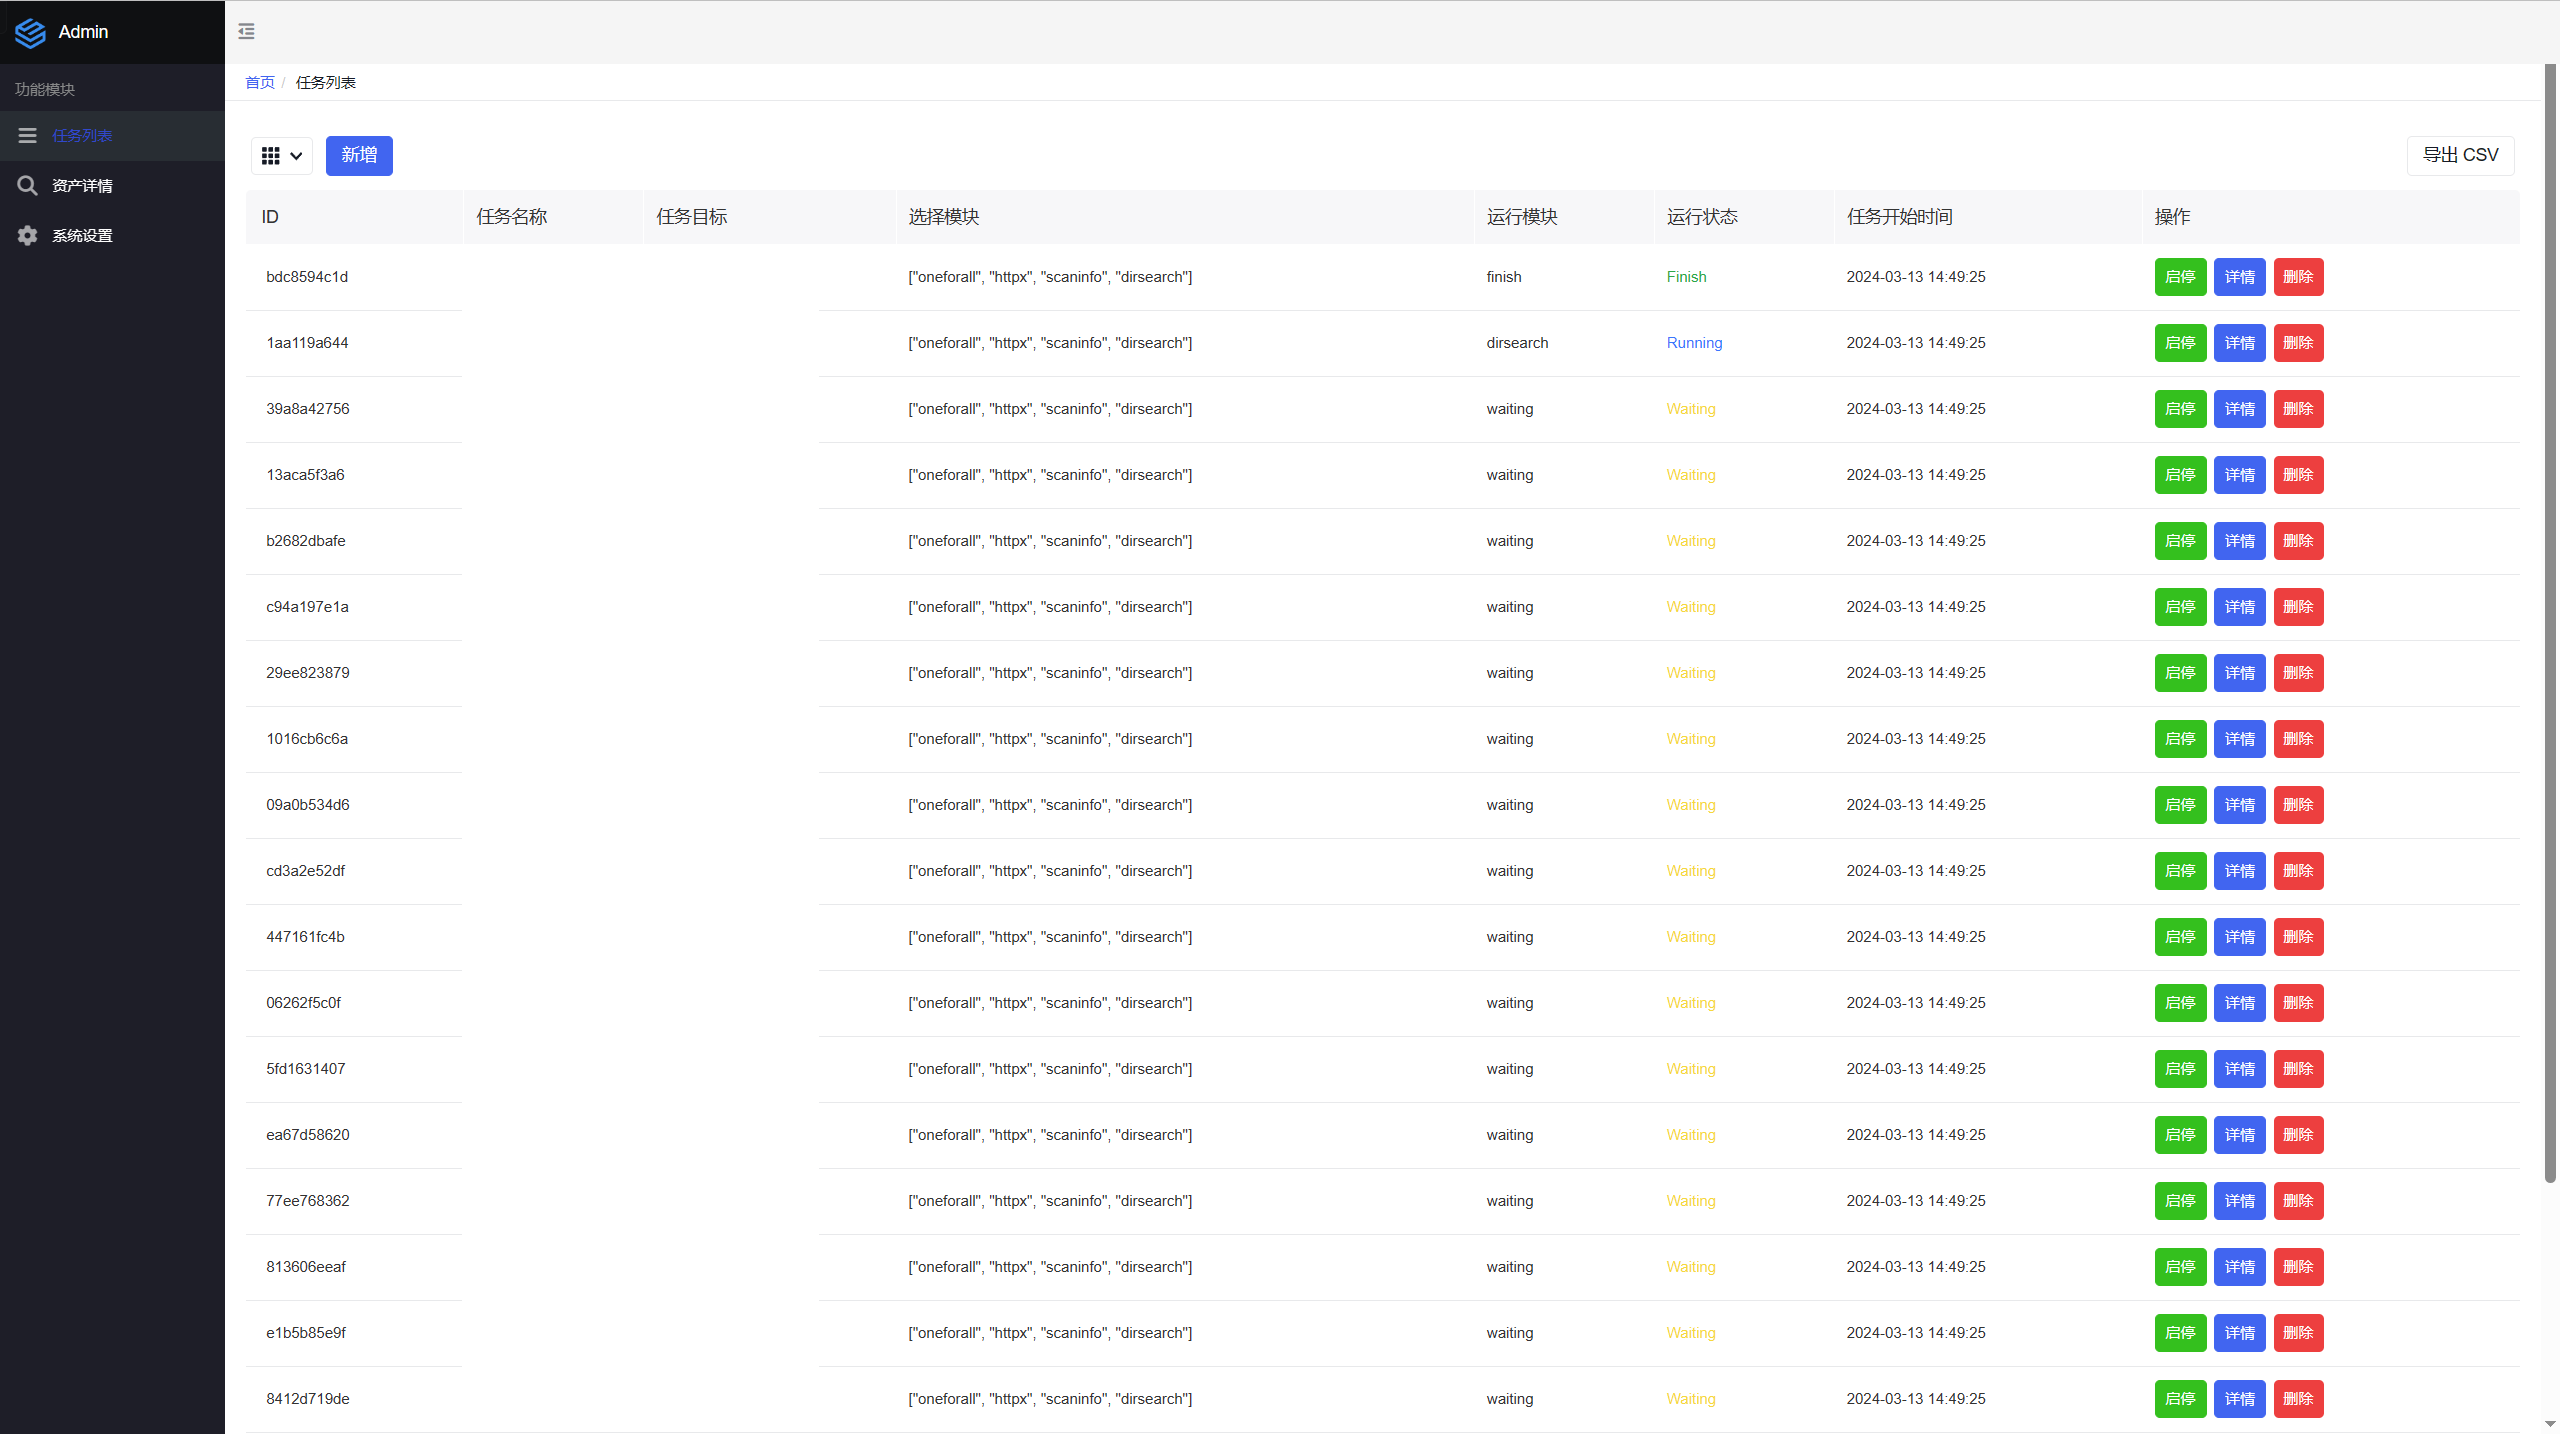 Admin
功能模块
任务列表
资产详情
系统设置
首页 / 任务列表
新增
导出 CSV
ID 任务名称 任务目标 选择模块 运行模块 运行状态 任务开始时间 操作
bdc8594c1d ["oneforall", "httpx", "scaninfo", "dirsearch"] finish Finish 2024-03-13 14:49:25 启停 详情 删除
1aa119a644 ["oneforall", "httpx", "scaninfo", "dirsearch"] dirsearch Running 2024-03-13 14:49:25 启停 详情 删除
39a8a42756 ["oneforall", "httpx", "scaninfo", "dirsearch"] waiting Waiting 2024-03-13 14:49:25 启停 详情 删除
13aca5f3a6 ["oneforall", "httpx", "scaninfo", "dirsearch"] waiting Waiting 2024-03-13 14:49:25 启停 详情 删除
b2682dbafe ["oneforall", "httpx", "scaninfo", "dirsearch"] waiting Waiting 2024-03-13 14:49:25 启停 详情 删除
c94a197e1a ["oneforall", "httpx", "scaninfo", "dirsearch"] waiting Waiting 2024-03-13 14:49:25 启停 详情 删除
29ee823879 ["oneforall", "httpx", "scaninfo", "dirsearch"] waiting Waiting 2024-03-13 14:49:25 启停 详情 删除
1016cb6c6a ["oneforall", "httpx", "scaninfo", "dirsearch"] waiting Waiting 2024-03-13 14:49:25 启停 详情 删除
09a0b534d6 ["oneforall", "httpx", "scaninfo", "dirsearch"] waiting Waiting 2024-03-13 14:49:25 启停 详情 删除
cd3a2e52df ["oneforall", "httpx", "scaninfo", "dirsearch"] waiting Waiting 2024-03-13 14:49:25 启停 详情 删除
447161fc4b ["oneforall", "httpx", "scaninfo", "dirsearch"] waiting Waiting 2024-03-13 14:49:25 启停 详情 删除
06262f5c0f ["oneforall", "httpx", "scaninfo", "dirsearch"] waiting Waiting 2024-03-13 14:49:25 启停 详情 删除
5fd1631407 ["oneforall", "httpx", "scaninfo", "dirsearch"] waiting Waiting 2024-03-13 14:49:25 启停 详情 删除
ea67d58620 ["oneforall", "httpx", "scaninfo", "dirsearch"] waiting Waiting 2024-03-13 14:49:25 启停 详情 删除
77ee768362 ["oneforall", "httpx", "scaninfo", "dirsearch"] waiting Waiting 2024-03-13 14:49:25 启停 详情 删除
813606eeaf ["oneforall", "httpx", "scaninfo", "dirsearch"] waiting Waiting 2024-03-13 14:49:25 启停 详情 删除
e1b5b85e9f ["oneforall", "httpx", "scaninfo", "dirsearch"] waiting Waiting 2024-03-13 14:49:25 启停 详情 删除
8412d719de ["oneforall", "httpx", "scaninfo", "dirsearch"] waiting Waiting 2024-03-13 14:49:25 启停 详情 删除